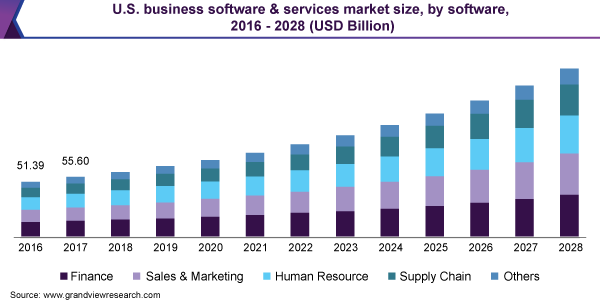 U.S. business software & services market size, by software,
2016 - 2028 (USD Billion)
51.39
55.60
2016 2017 2018 2019 2020 2021 2022 2023 2024 2025 2026 2027 2028
Finance Sales & Marketing Human Resource Supply Chain Others
Source: www.grandviewresearch.com